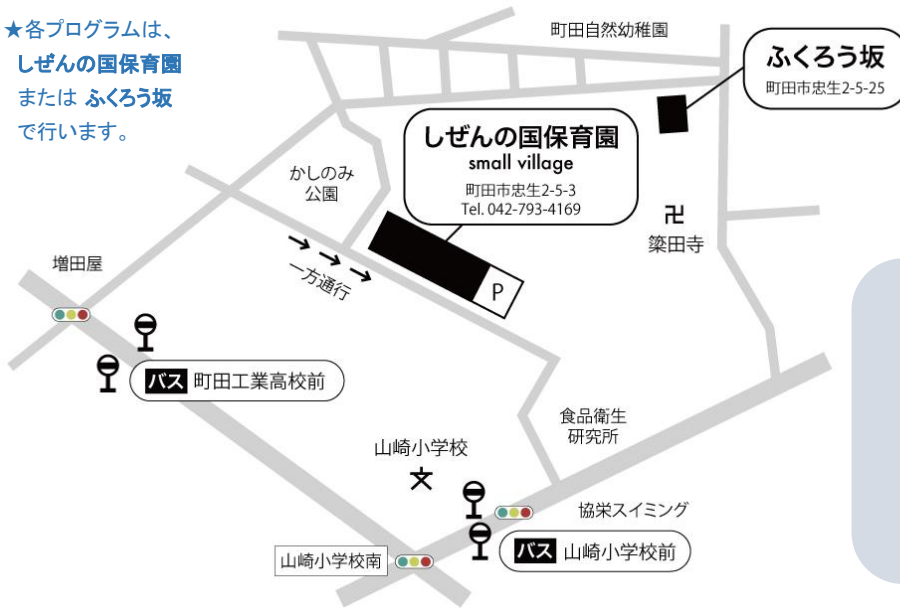 ★各プログラムは、
しぜんの国保育園
または ふくろう坂
で行います。
町田自然幼稚園
ふくろう坂
町田市忠生2-5-25
しぜんの国保育園
small village
町田市忠生2-5-3
Tel. 042-793-4169
かしのみ
公園
卍
簗田寺
一方通行
P
増田屋
バス 町田工業高校前
食品衛生
研究所
山崎小学校
文
協栄スイミング
バス 山崎小学校前
山崎小学校南